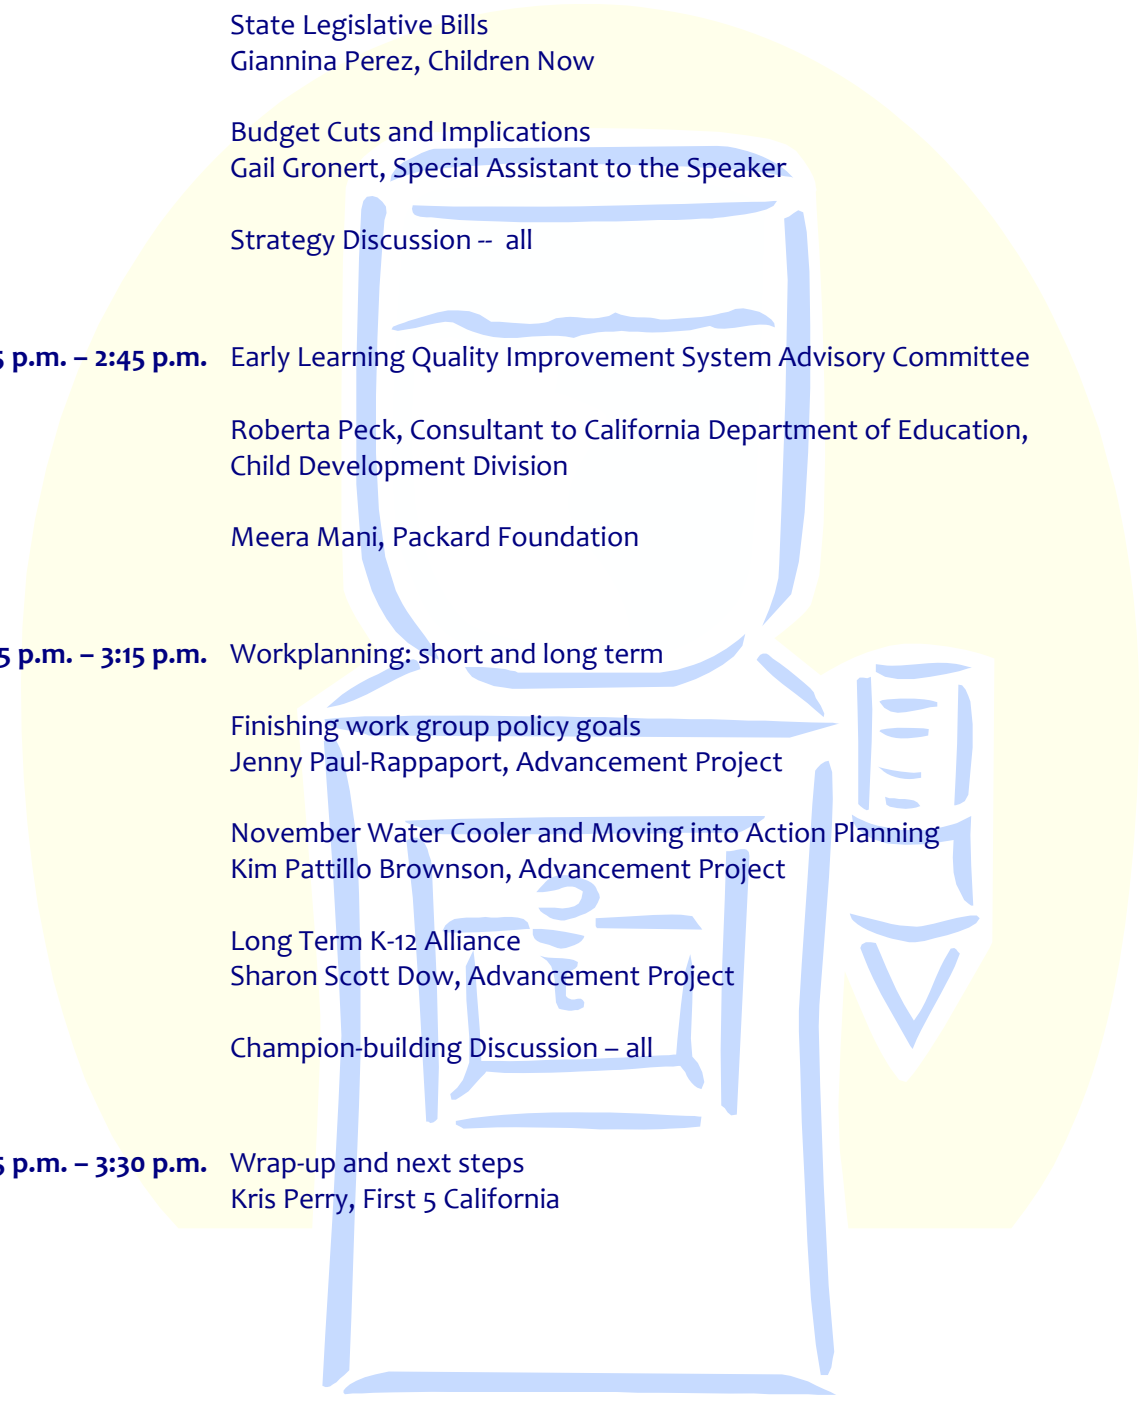 State Legislative Bills
Giannina Perez, Children Now
Budget Cuts and Implications
Gail Gronert, Special Assistant to the Speaker
Strategy Discussion -- all
5 p.m. – 2:45 p.m. Early Learning Quality Improvement System Advisory Committee
Roberta Peck, Consultant to California Department of Education,
Child Development Division
Meera Mani, Packard Foundation
5 p.m. – 3:15 p.m. Workplanning: short and long term
Finishing work group policy goals
Jenny Paul-Rappaport, Advancement Project
November Water Cooler and Moving into Action Planning
Kim Pattillo Brownson, Advancement Project
Long Term K-12 Alliance
Sharon Scott Dow, Advancement Project
Champion-building Discussion – all
5 p.m. – 3:30 p.m. Wrap-up and next steps
Kris Perry, First 5 California